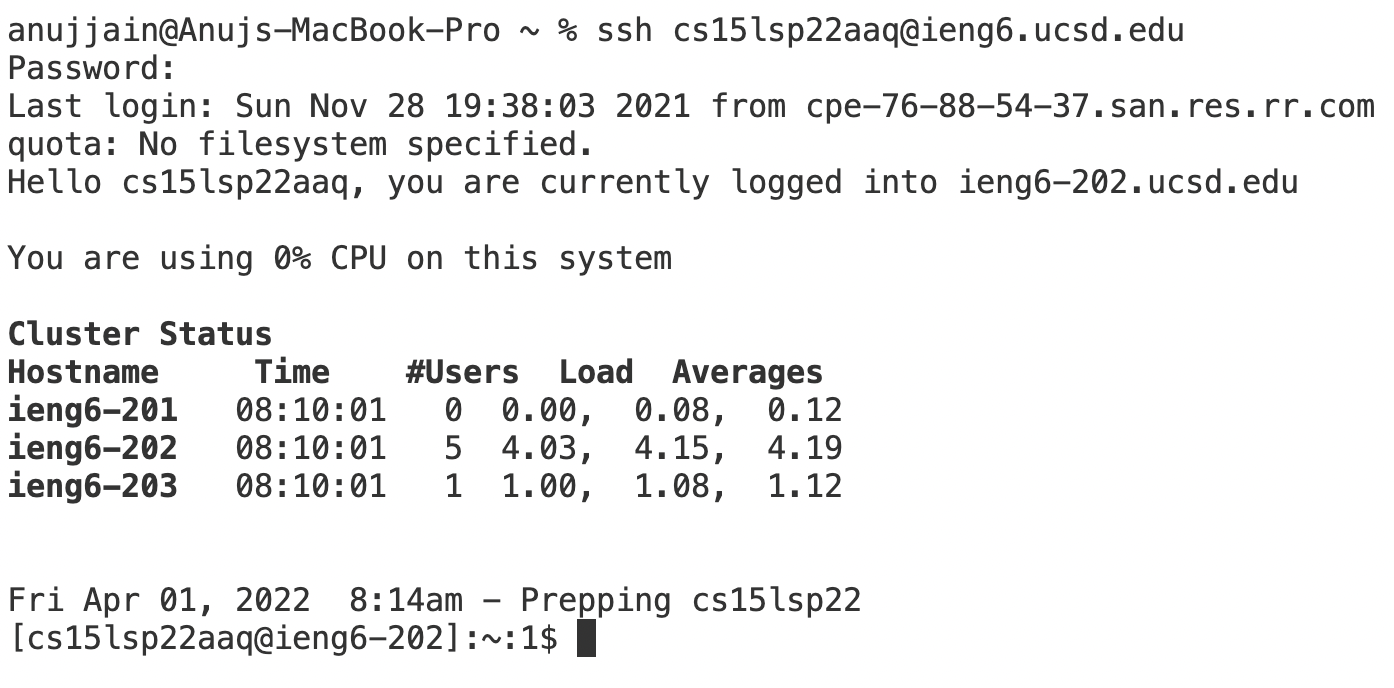 anujjain@Anujs-MacBook-Pro ~ % ssh cs15lsp22aaq@ieng6.ucsd.edu
Password:
Last login: Sun Nov 28 19:38:03 2021 from cpe-76-88-54-37.san.res.rr.com
quota: No filesystem specified.
Hello cs15lsp22aaq, you are currently logged into ieng6-202.ucsd.edu
You are using 0% CPU on this system
Cluster Status
Hostname     Time    #Users  Load  Averages
ieng6-201   08:10:01   0  0.00,  0.08,  0.12
ieng6-202   08:10:01   5  4.03,  4.15,  4.19
ieng6-203   08:10:01   1  1.00,  1.08,  1.12
Fri Apr 01, 2022  8:14am - Prepping cs15lsp22
[cs15lsp22aaq@ieng6-202]:~:1$